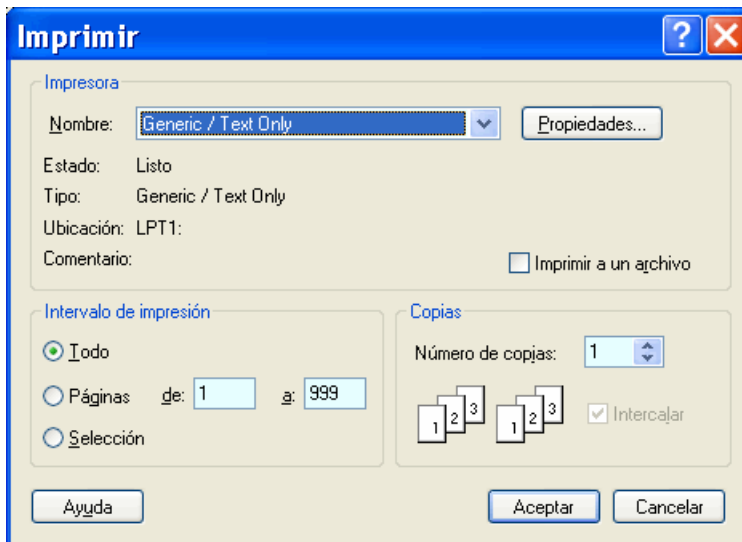 Imprimir
Impresora
Nombre: Generic / Text Only Propiedades...
Estado: Listo
Tipo: Generic / Text Only
Ubicación: LPT1:
Comentario: Imprimir a un archivo
Intervalo de impresión
Todo
Páginas de: 1 a: 999
Selección
Copias
Número de copias: 1
1 2 3 1 2 3 Intercalar
Ayuda Aceptar Cancelar